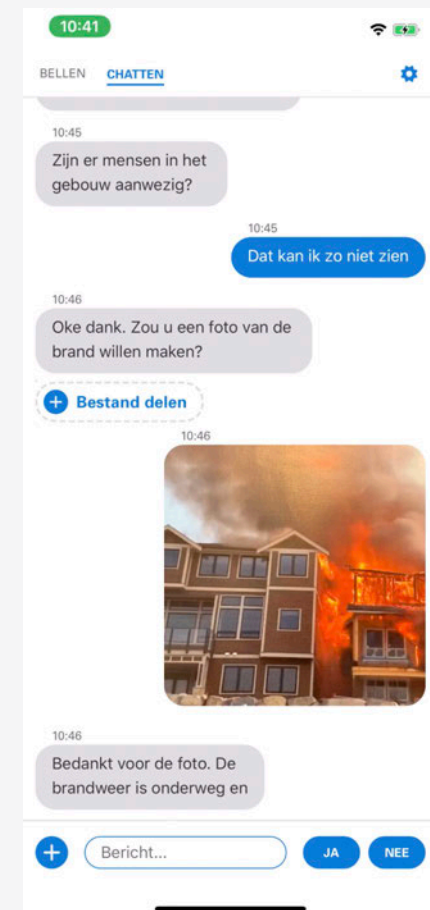 10:41
BELLEN CHATTEN
10:45
Zijn er mensen in het
gebouw aanwezig?
10:45
Dat kan ik zo niet zien
10:46
Oke dank. Zou u een foto van de
brand willen maken?
Bestand delen
10:46
10:46
Bedankt voor de foto. De
brandweer is onderweg en
Bericht... JA NEE